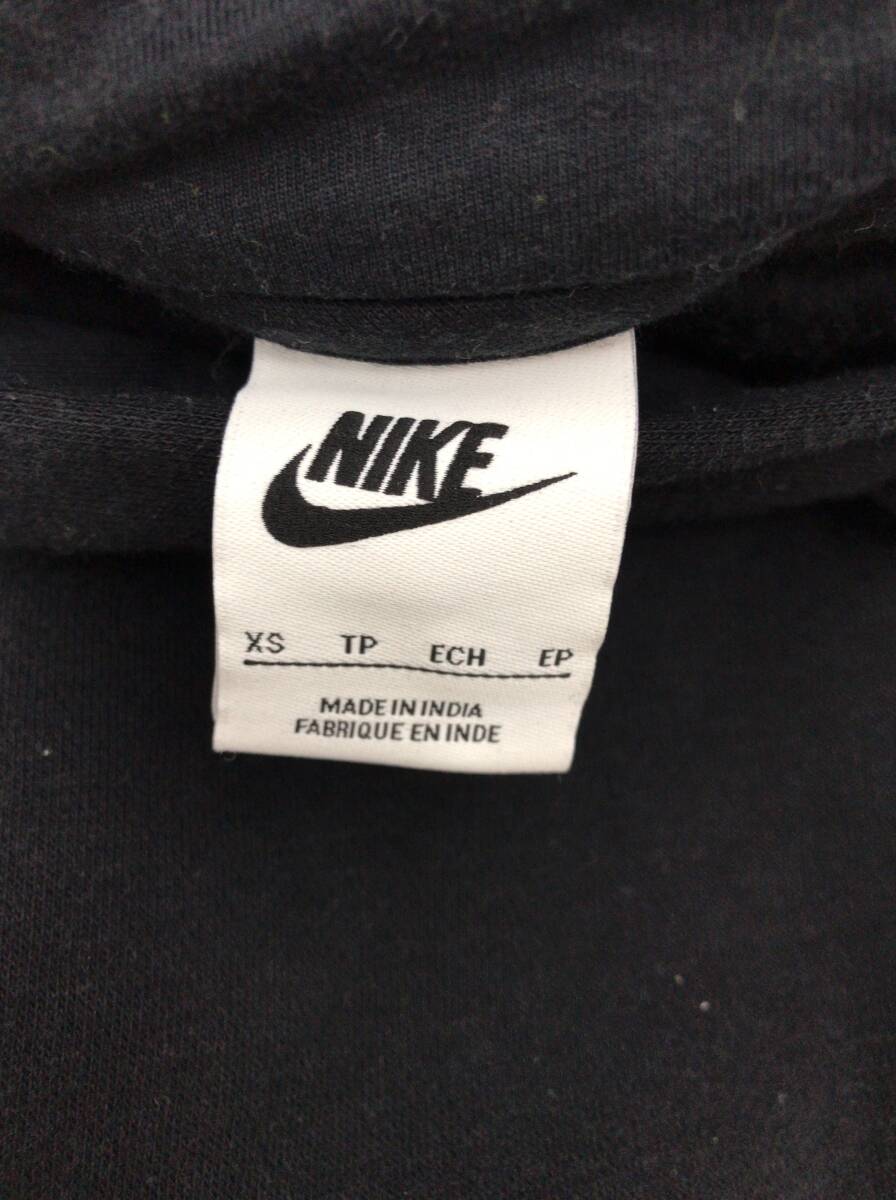 NIKE
XS TP ECH EP
MADE IN INDIA
FABRIQUE EN INDE